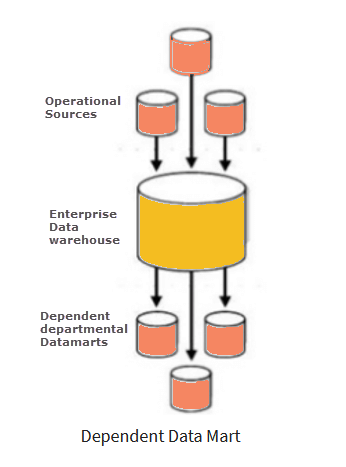 Operational
Sources
Enterprise
Data
warehouse
Dependent
departmental
Datamarts
Dependent Data Mart